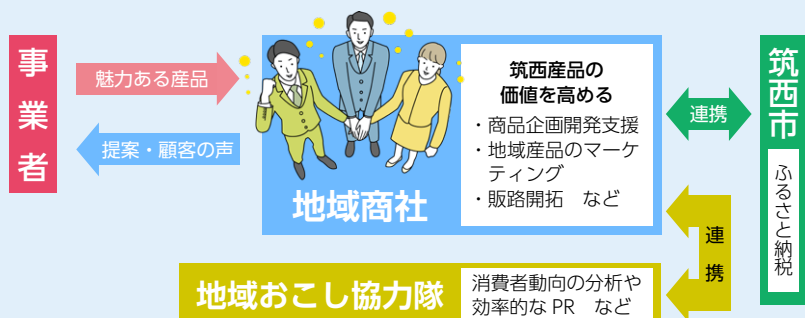 事業者
魅力ある産品
提案・顧客の声
筑西産品の
価値を高める
・商品企画開発支援
・地域産品のマーケ
ティング
・販路開拓　など
地域商社
連携
筑西市
ふるさと納税
連携
地域おこし協力隊
消費者動向の分析や
効率的な PR　など